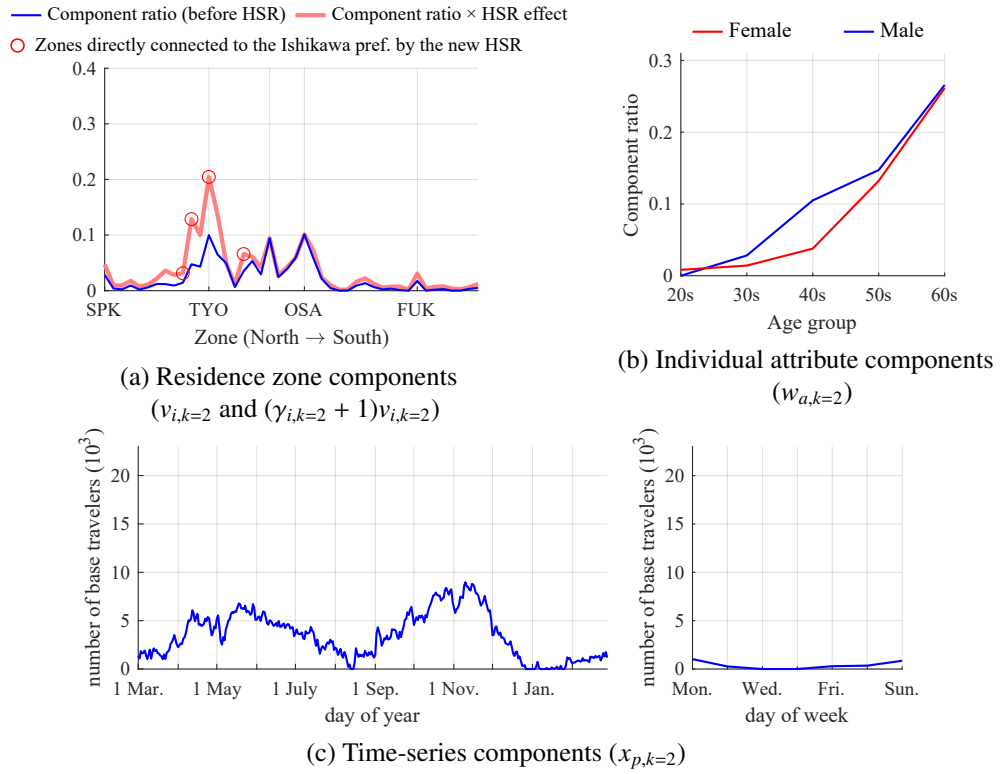 Component ratio (before HSR) Component ratio × HSR effect
Zones directly connected to the Ishikawa pref. by the new HSR
0.4
0.3
0.2
0.1
0
SPK TYO OSA FUK
Zone (North → South)
(a) Residence zone components
(v_{i,k=2} and (γ_{i,k=2} + 1)v_{i,k=2})
Female Male
Component ratio
0.3
0.2
0.1
0
20s 30s 40s 50s 60s
Age group
(b) Individual attribute components
(w_{a,k=2})
number of base travelers (10^3)
20
15
10
5
0
1 Mar. 1 May 1 July 1 Sep. 1 Nov. 1 Jan.
day of year
number of base travelers (10^3)
20
15
10
5
0
Mon. Wed. Fri. Sun.
day of week
(c) Time-series components (x_{p,k=2})